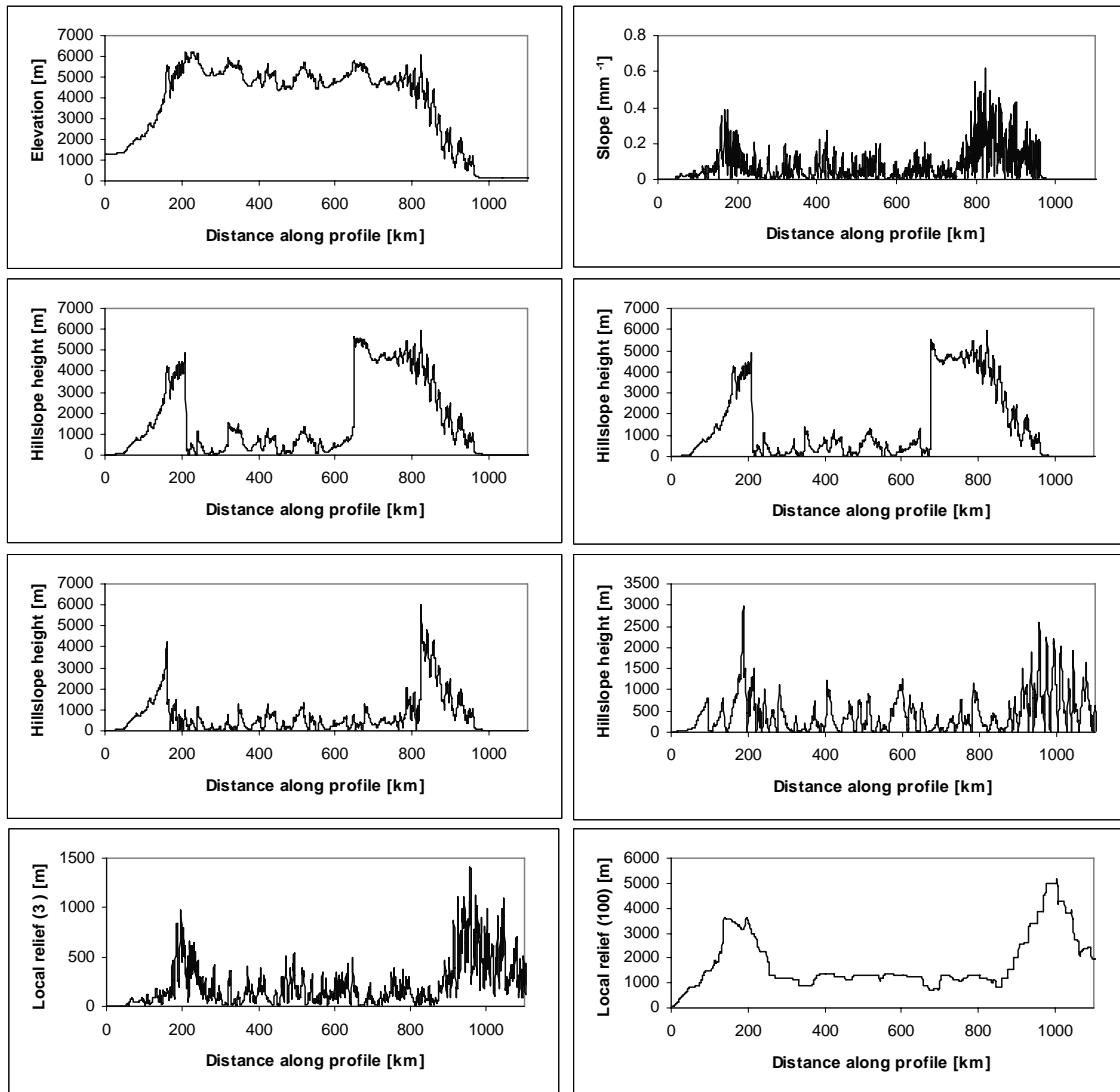 7000
6000
5000
4000
3000
2000
1000
0
Elevation [m]
0 200 400 600 800 1000
Distance along profile [km]
0.8
0.6
0.4
0.2
0
Slope [mm -1]
0 200 400 600 800 1000
Distance along profile [km]
7000
6000
5000
4000
3000
2000
1000
0
Hillslope height [m]
0 200 400 600 800 1000
Distance along profile [km]
7000
6000
5000
4000
3000
2000
1000
0
Hillslope height [m]
0 200 400 600 800 1000
Distance along profile [km]
7000
6000
5000
4000
3000
2000
1000
0
Hillslope height [m]
0 200 400 600 800 1000
Distance along profile [km]
3500
3000
2500
2000
1500
1000
500
0
Hillslope height [m]
0 200 400 600 800 1000
Distance along profile [km]
1500
1000
500
0
Local relief (3 ) [m]
0 200 400 600 800 1000
Distance along profile [km]
6000
5000
4000
3000
2000
1000
0
Local relief (100) [m]
0 200 400 600 800 1000
Distance along profile [km]